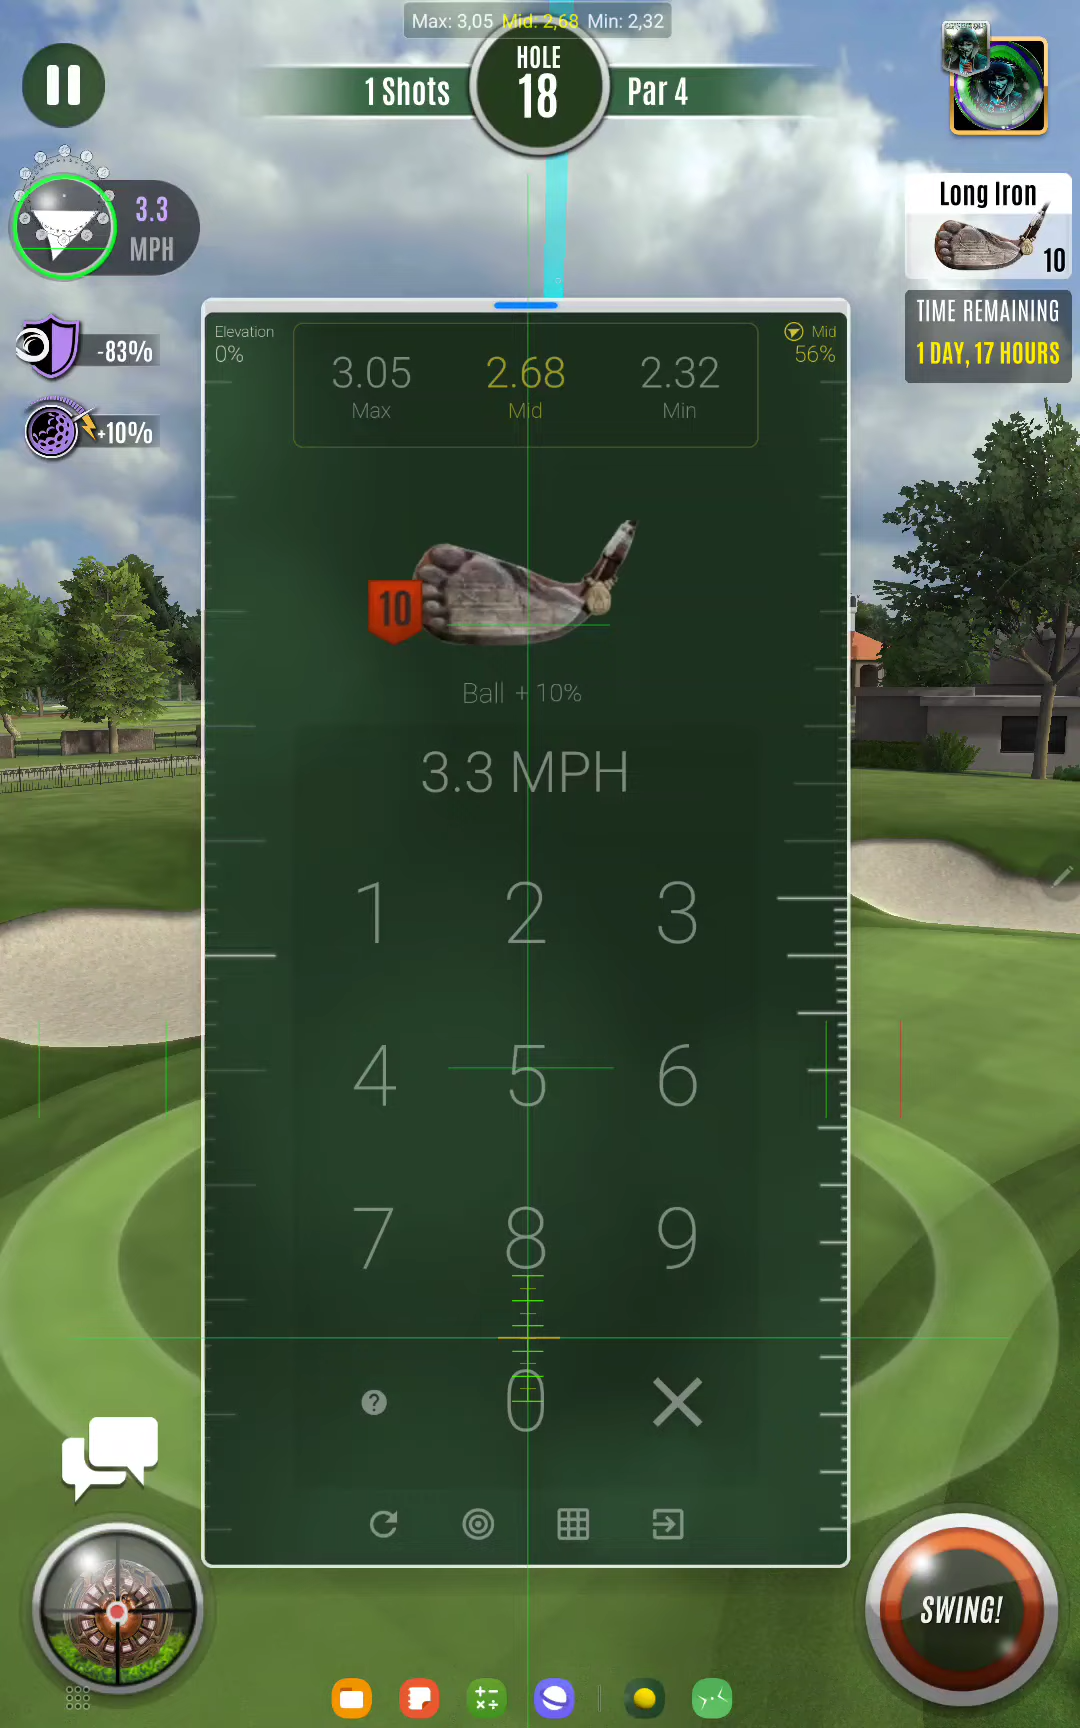 Max: 3,05 Mid: 2,68 Min: 2,32
HOLE
18
1 Shots
Par 4
3.3
MPH
Long Iron
10
TIME REMAINING
1 DAY, 17 HOURS
-83%
+10%
Elevation
0%
3.05
Max
2.68
Mid
2.32
Min
Mid
56%
10
Ball + 10%
3.3 MPH
1 2 3
4 5 6
7 8 9
? 0 ×
SWING!